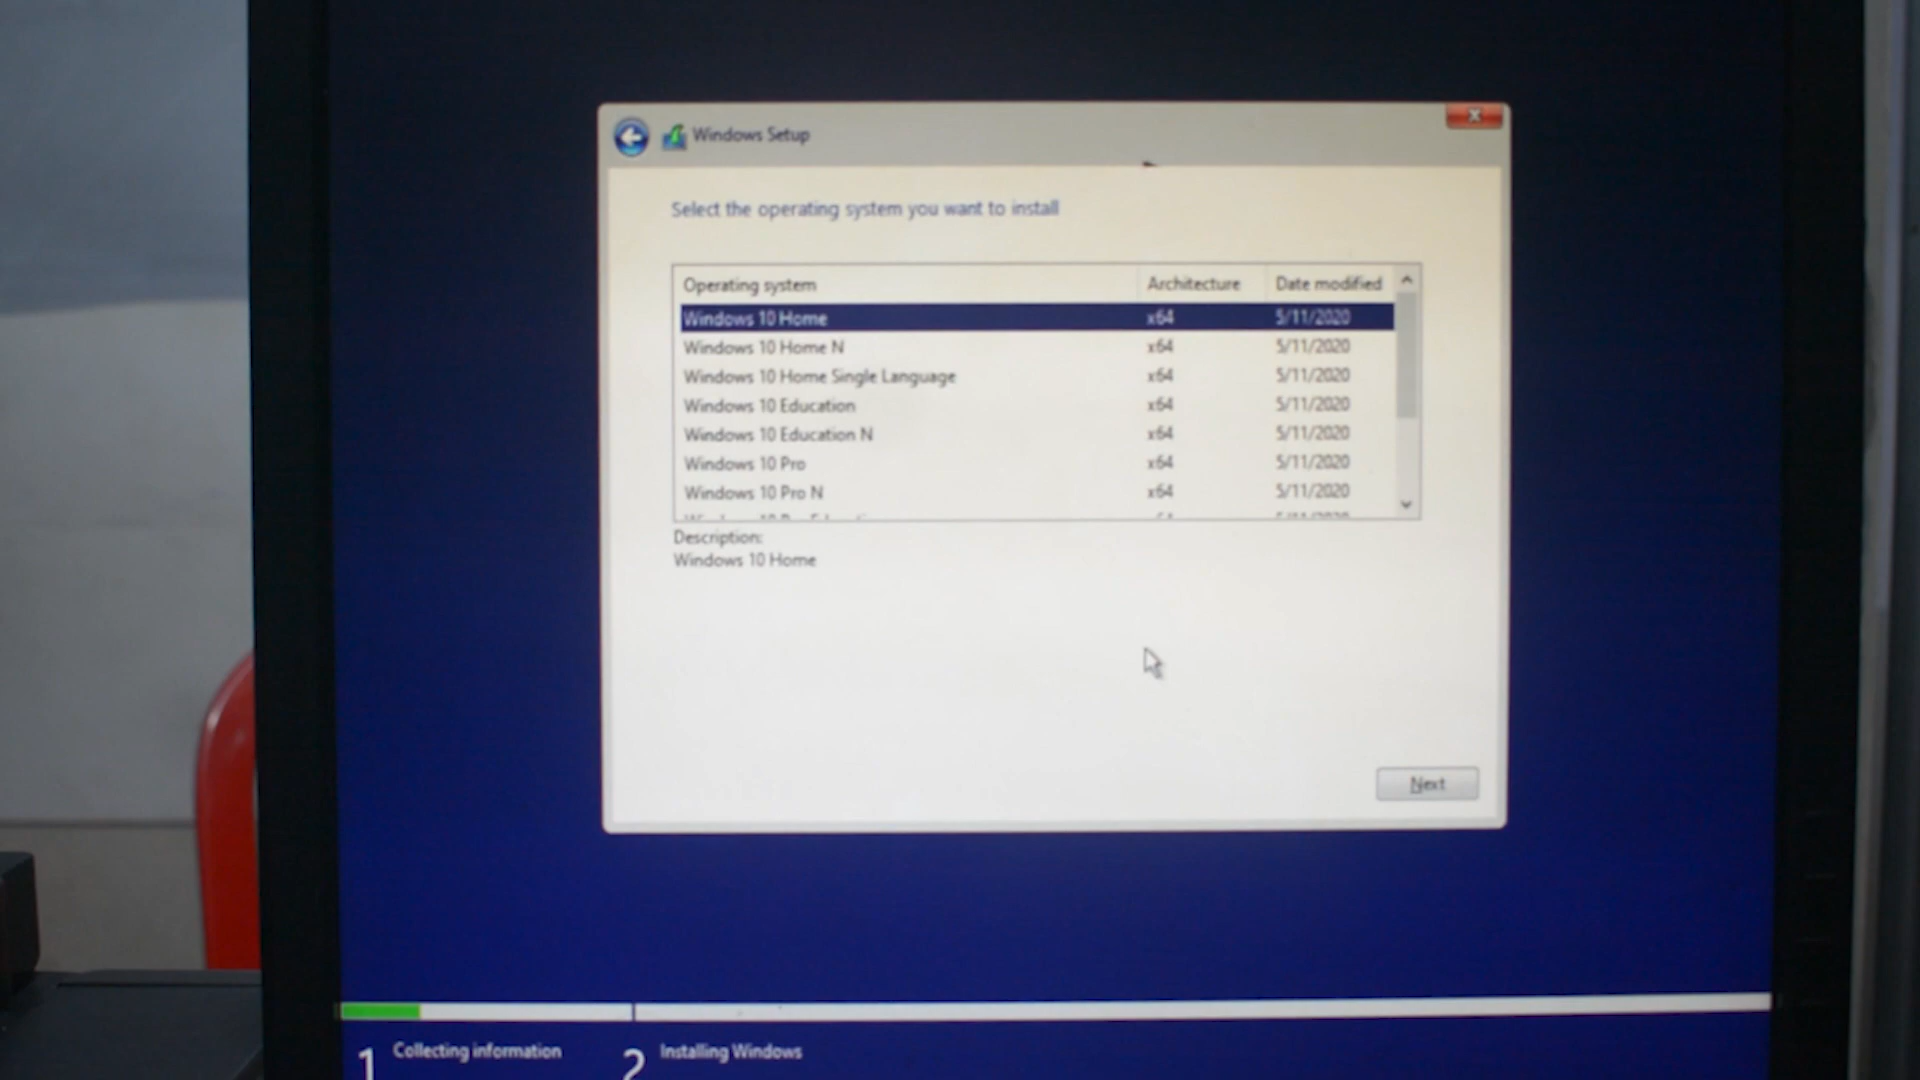 Windows Setup
Select the operating system you want to install
Operating system Architecture Date modified
Windows 10 Home x64 5/11/2020
Windows 10 Home N x64 5/11/2020
Windows 10 Home Single Language x64 5/11/2020
Windows 10 Education x64 5/11/2020
Windows 10 Education N x64 5/11/2020
Windows 10 Pro x64 5/11/2020
Windows 10 Pro N x64 5/11/2020
Description:
Windows 10 Home
Next
1 Collecting information 2 Installing Windows